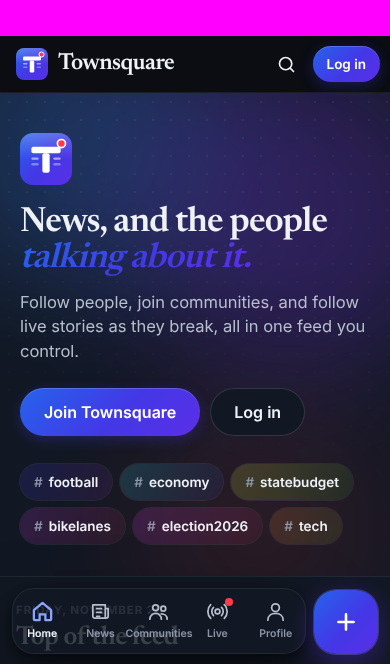 Townsquare
Log in
News, and the people
talking about it.
Follow people, join communities, and follow
live stories as they break, all in one feed you
control.
Join Townsquare
Log in
# football
# economy
# statebudget
# bikelanes
# election2026
# tech
Top of the feed
Home
News
Communities
Live
Profile